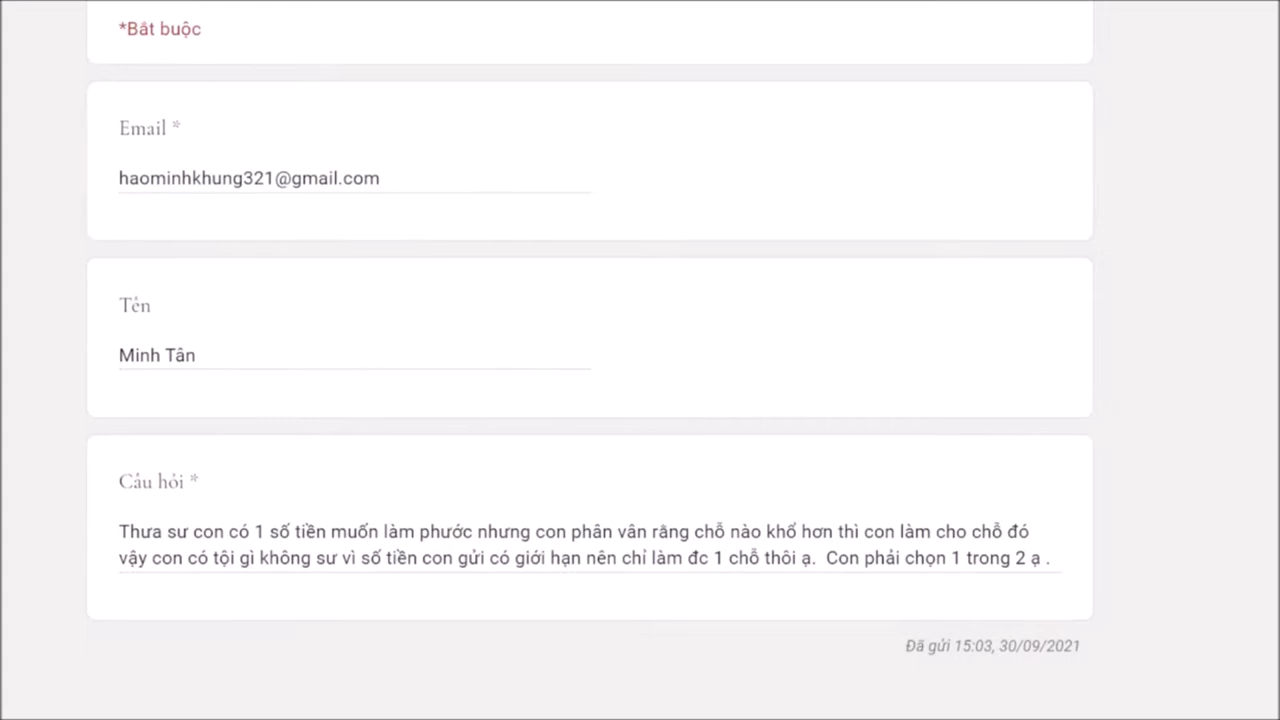 *Bắt buộc
Email *
haominhkhung321@gmail.com
Tên
Minh Tân
Câu hỏi *
Thưa sư con có 1 số tiền muốn làm phước nhưng con phân vân rằng chỗ nào khổ hơn thì con làm cho chỗ đó
vậy con có tội gì không sư vì số tiền con gửi có giới hạn nên chỉ làm đc 1 chỗ thôi ạ.  Con phải chọn 1 trong 2 ạ .
Đã gửi 15:03, 30/09/2021